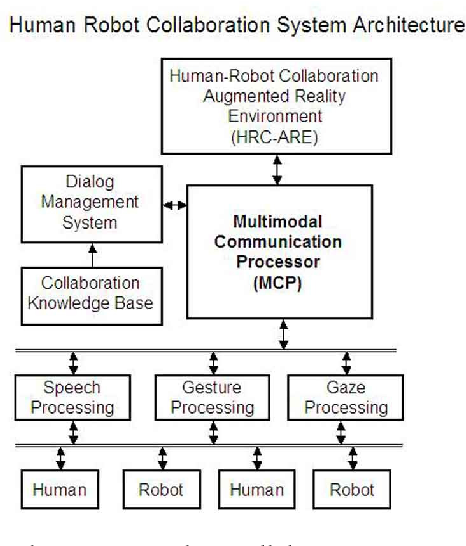 Human Robot Collaboration System Architecture
Human-Robot Collaboration
Augmented Reality
Environment
(HRC-ARE)
Dialog
Management
System
Multimodal
Communication
Processor
(MCP)
Collaboration
Knowledge Base
Speech
Processing
Gesture
Processing
Gaze
Processing
Human
Robot
Human
Robot